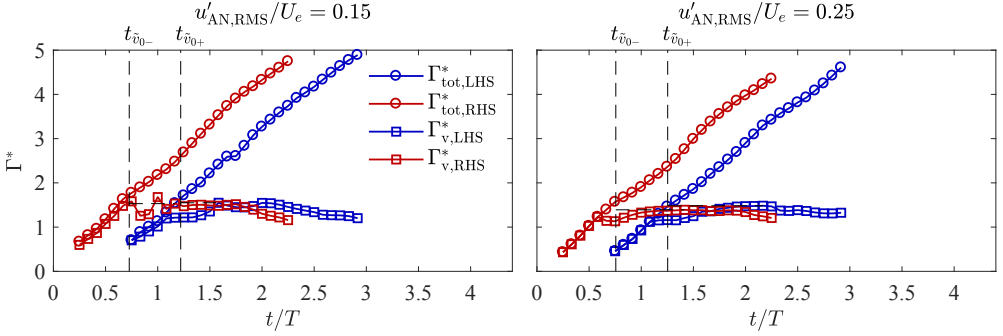 u′AN,RMS/Ue = 0.15
u′AN,RMS/Ue = 0.25
tṽ0− tṽ0+
tṽ0− tṽ0+
5
4
3
2
1
0
Γ*
Γ*tot,LHS
Γ*tot,RHS
Γ*v,LHS
Γ*v,RHS
0 0.5 1 1.5 2 2.5 3 3.5 4
t/T
0 0.5 1 1.5 2 2.5 3 3.5 4
t/T